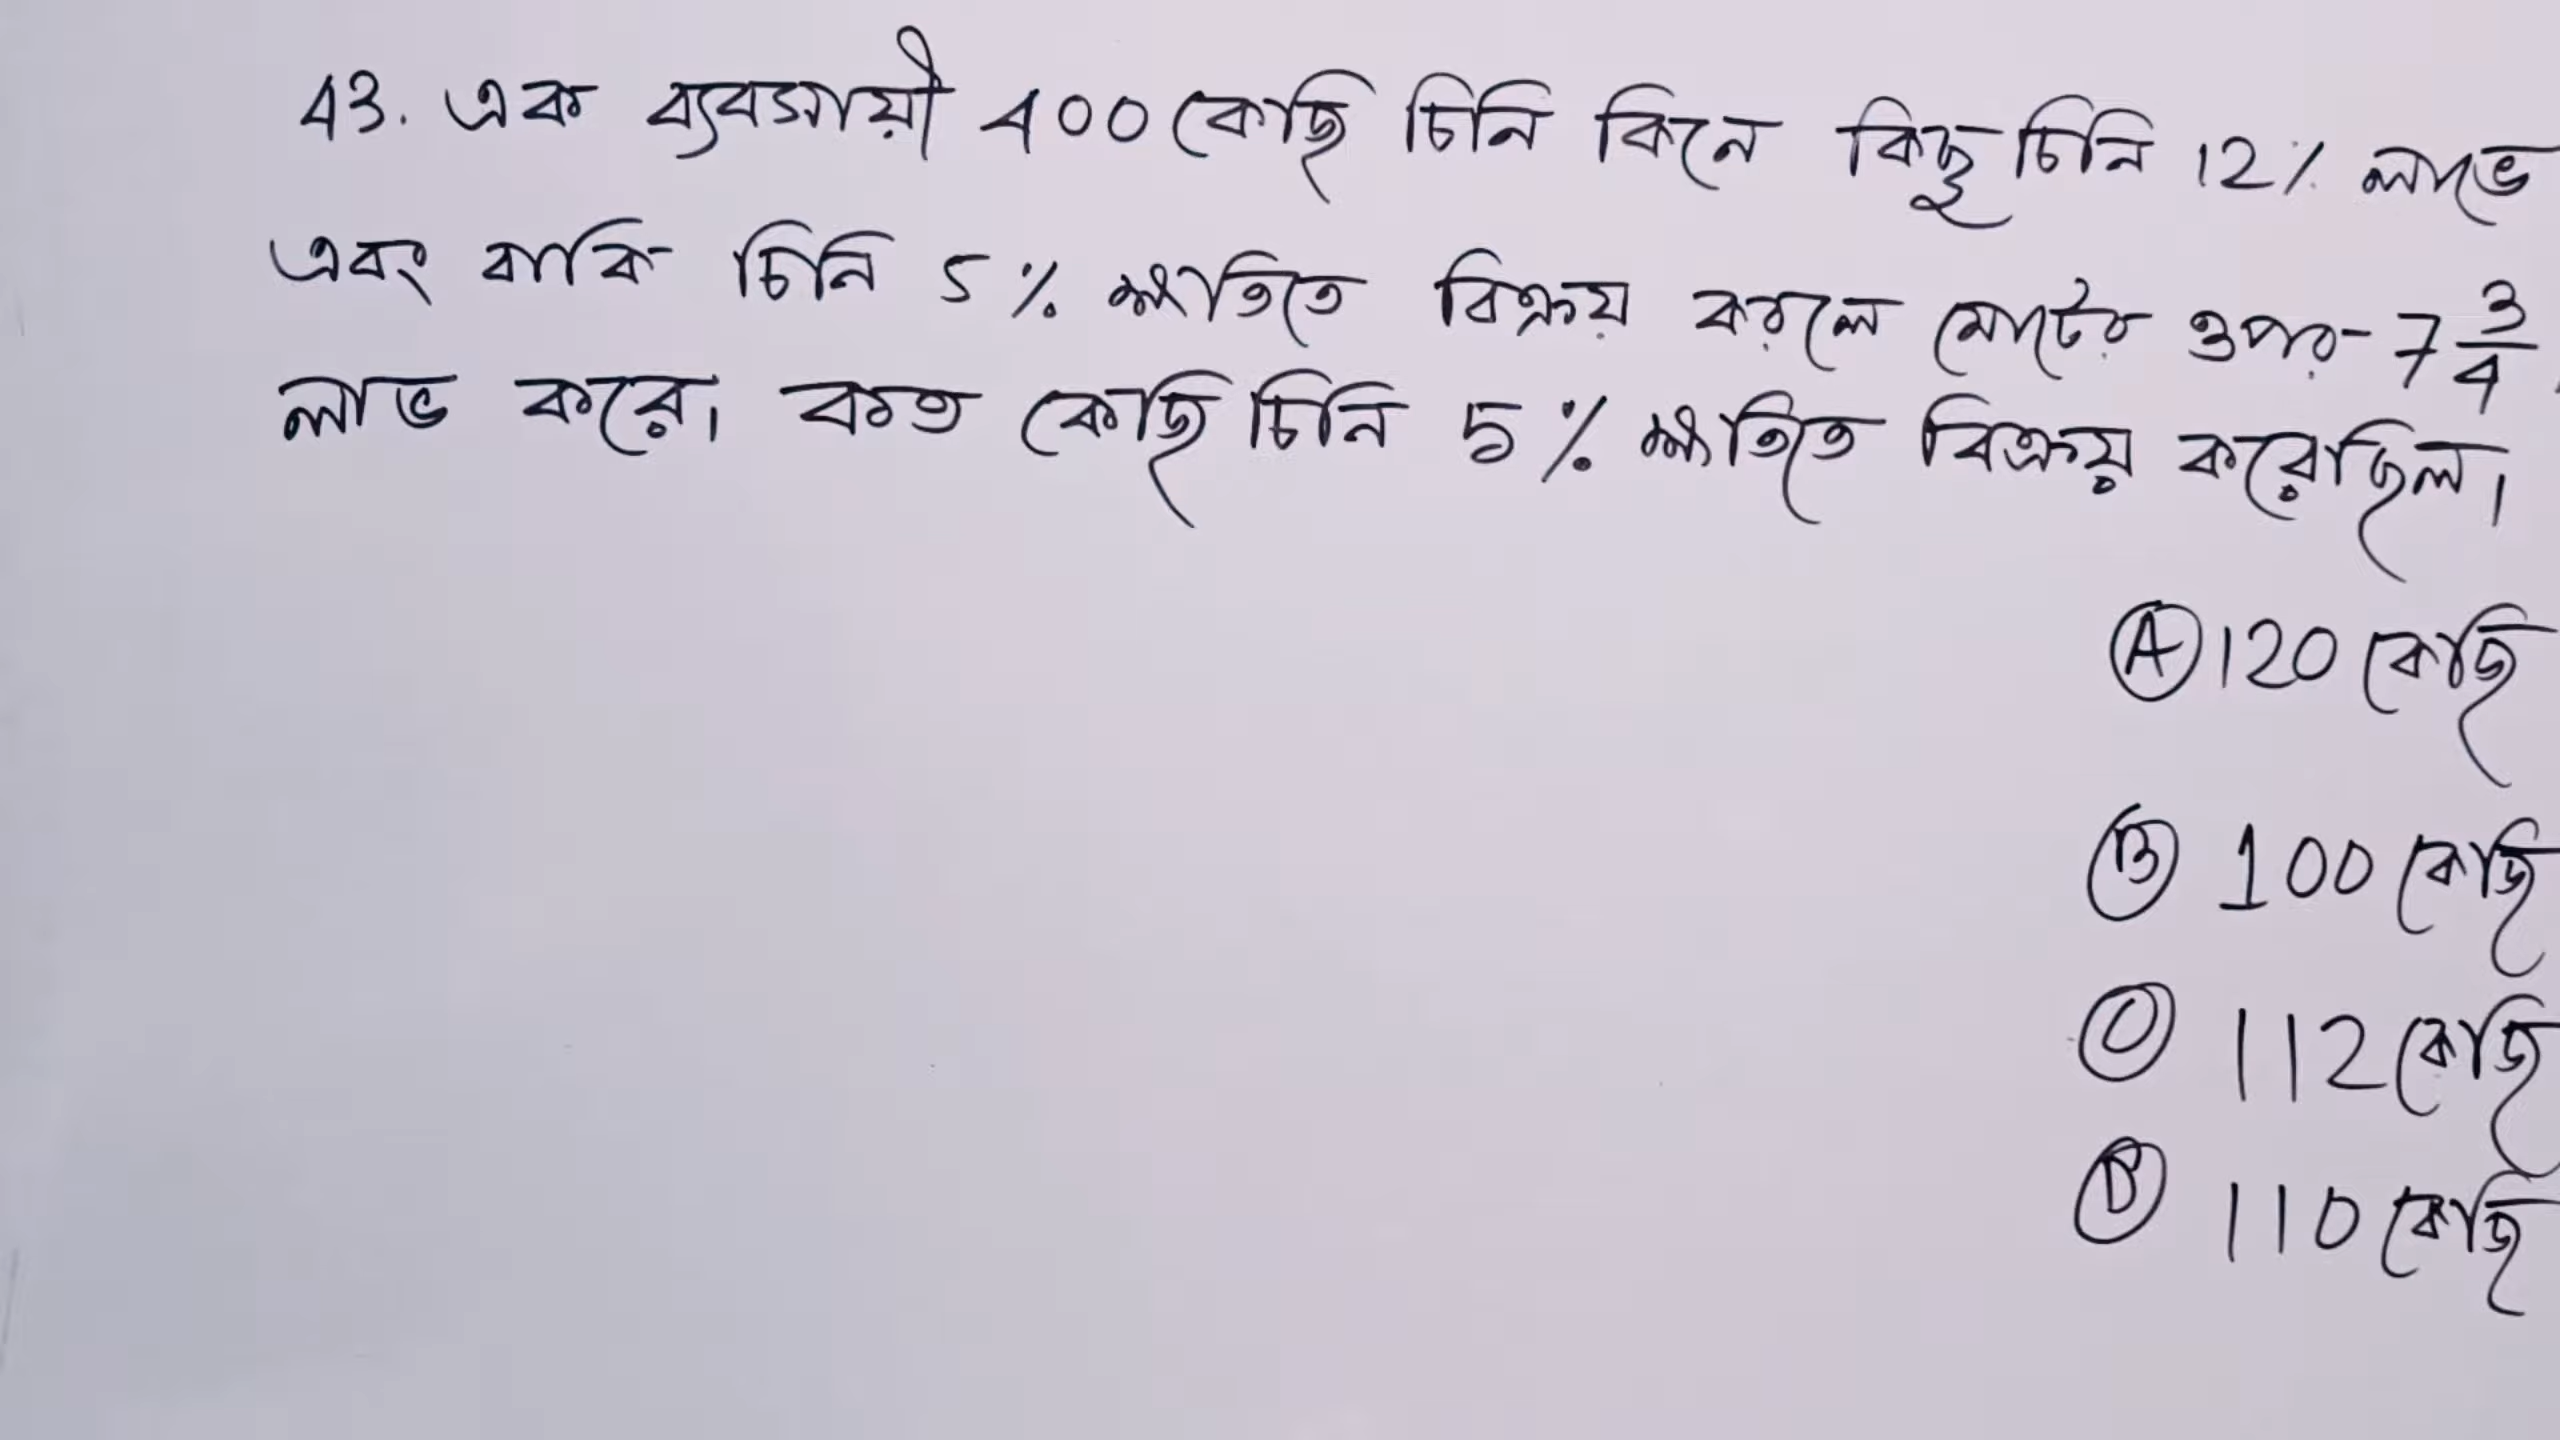 43. এক ব্যবসায়ী 400 কেজি চিনি কিনে কিছু চিনি 12% লাভে
এবং বাকি চিনি 5% ক্ষতিতে বিক্রয় করলে মোটের ওপর 7 3/4
লাভ করে। কত কেজি চিনি 5% ক্ষতিতে বিক্রয় করেছিল।
(A) 120 কেজি
(B) 100 কেজি
(C) 112 কেজি
(D) 110 কেজি